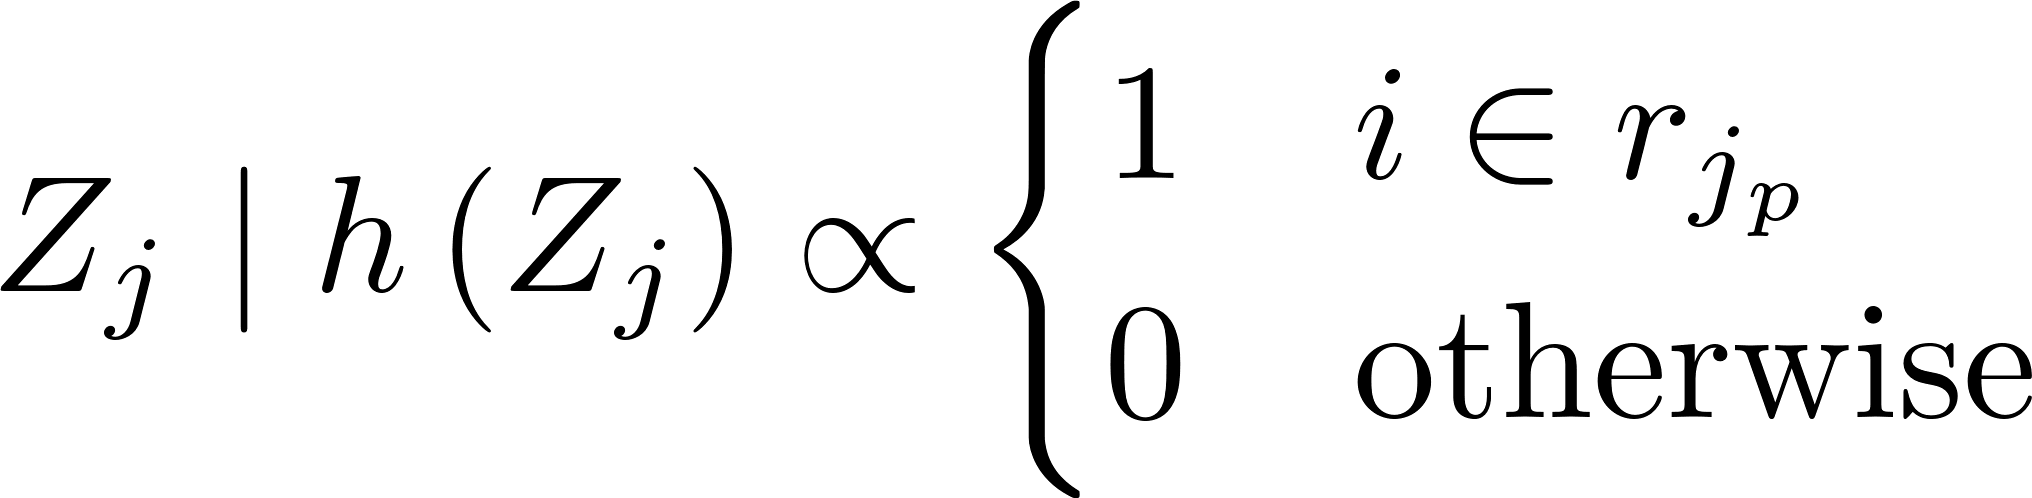 Z_j | h (Z_j) ∝ { 1 i ∈ r_{j_p}
0 otherwise